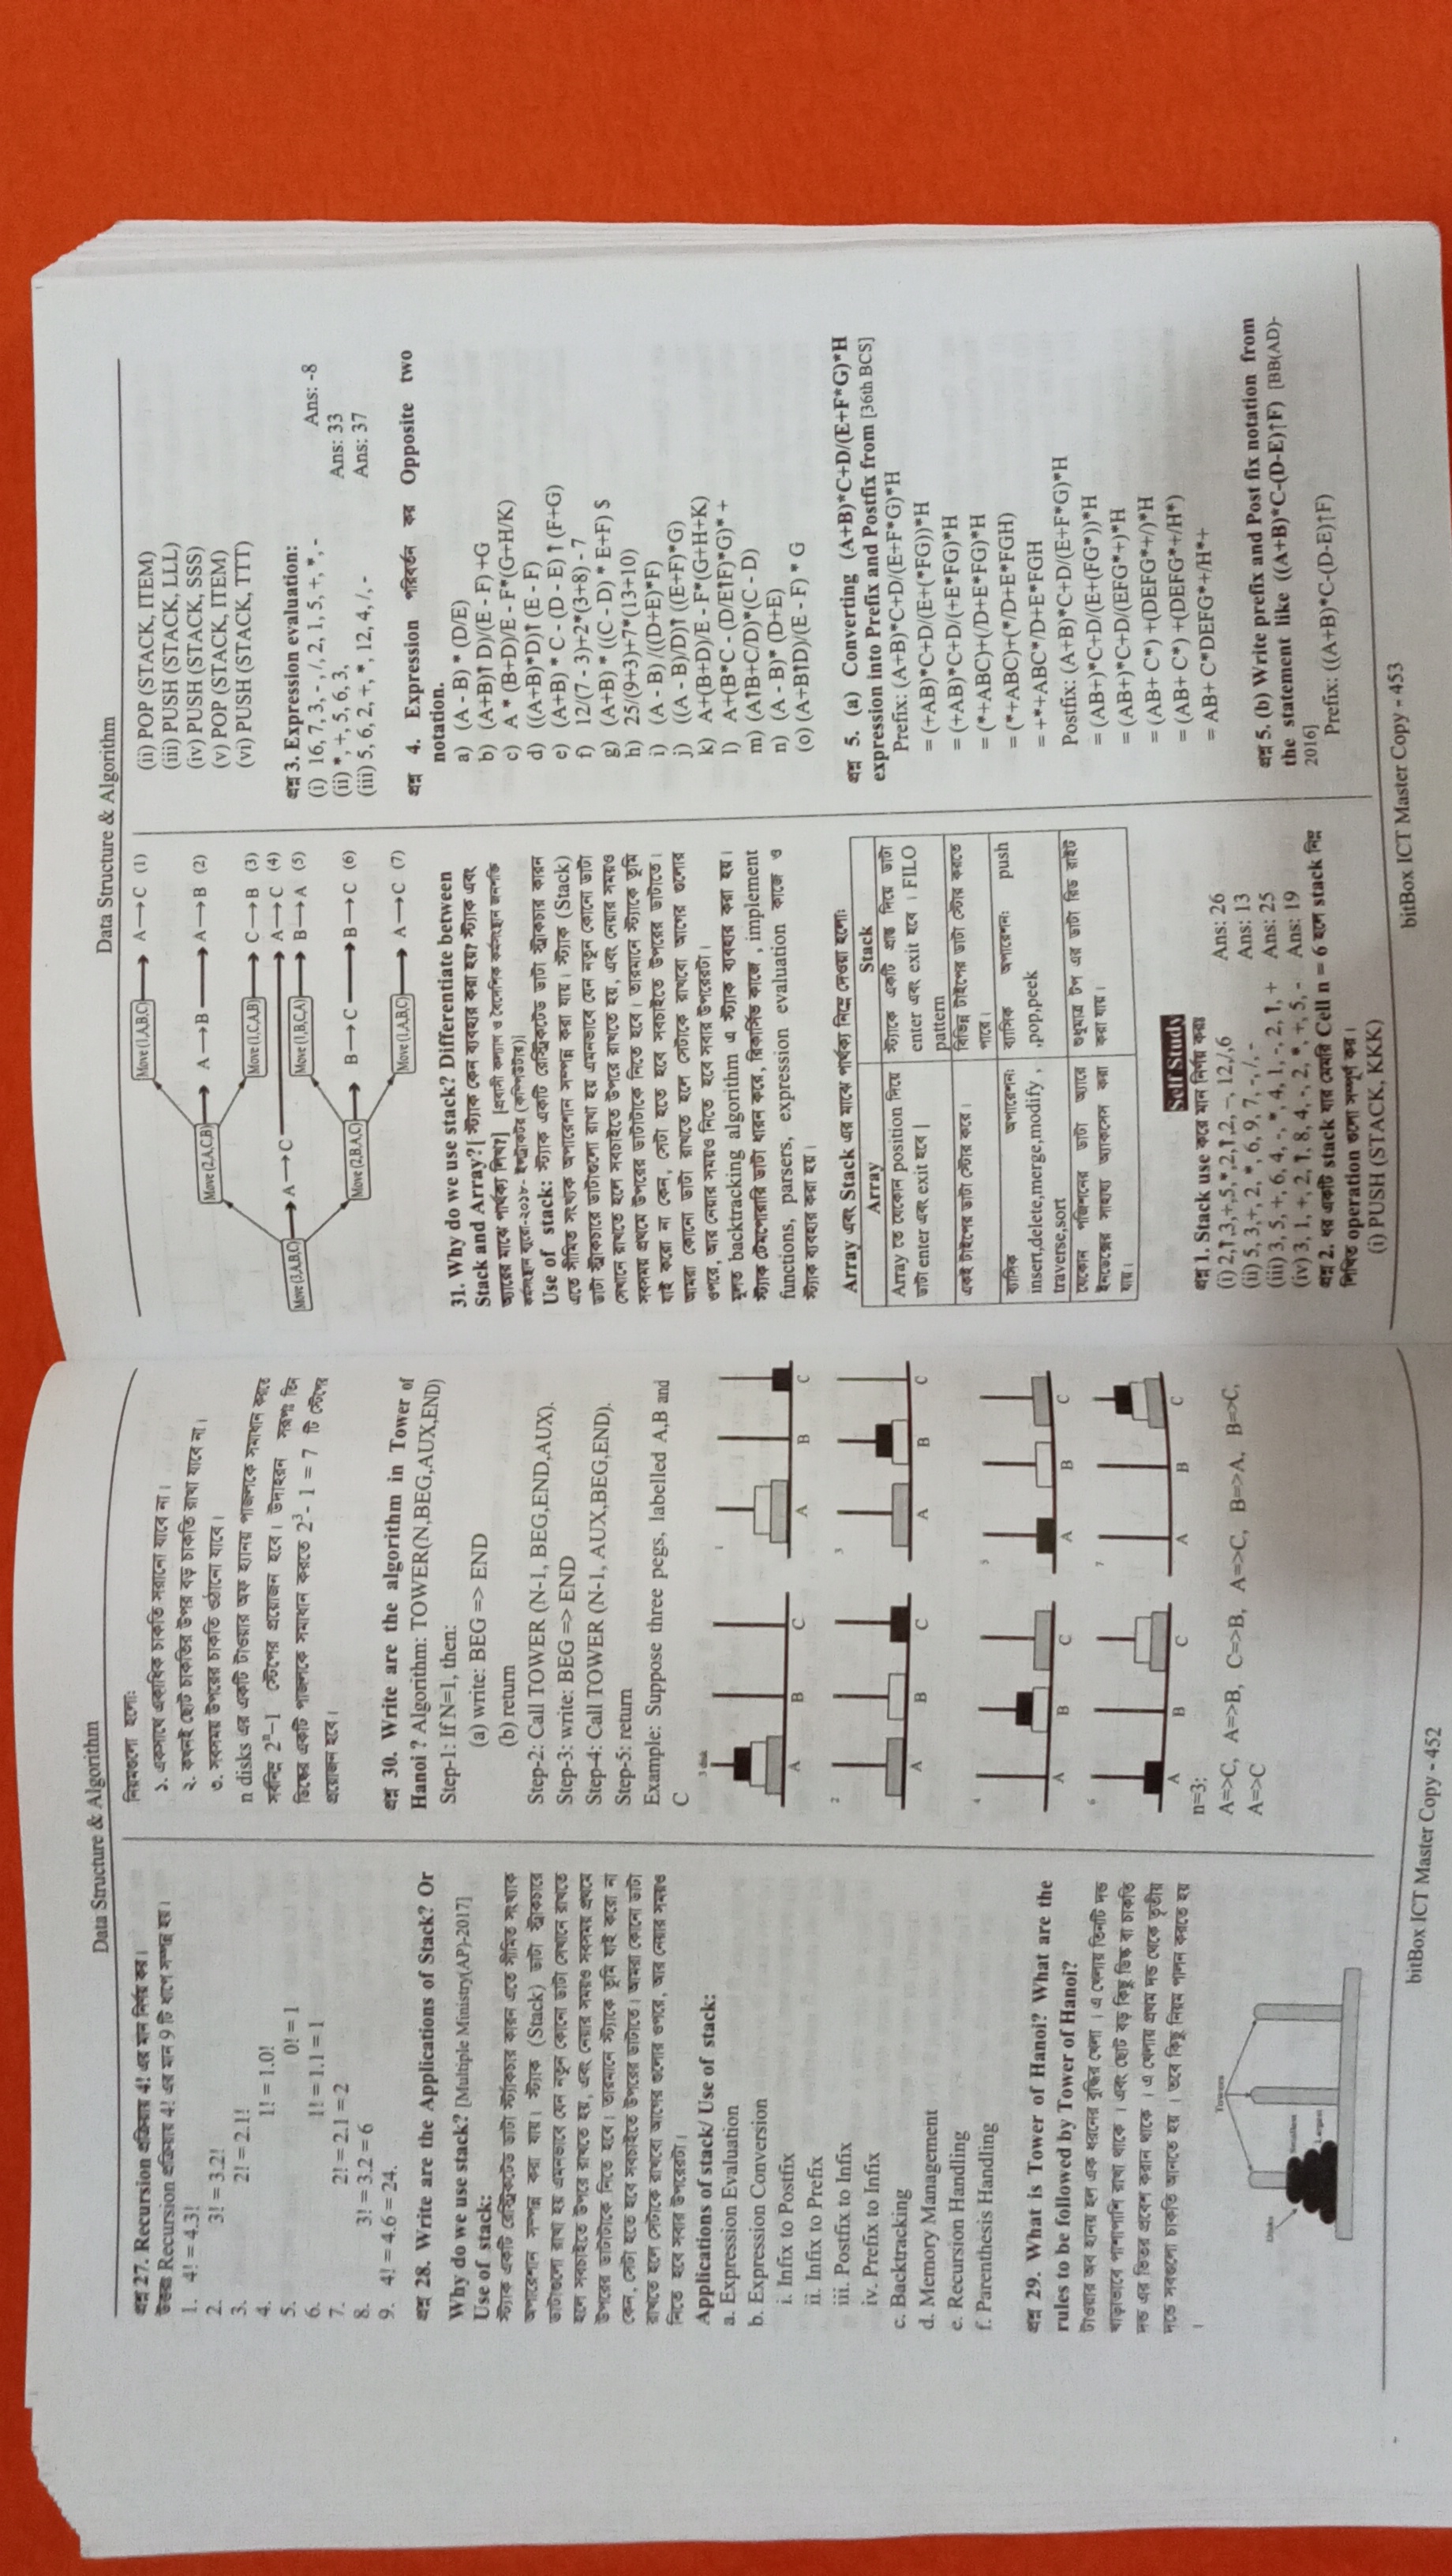 Data Structure & Algorithm
প্রশ্ন 27. Recursion প্রক্রিয়ায় 4! এর মান নির্ণয় কর।
উত্তরঃ Recursion প্রক্রিয়ায় 4! এর মান 9 টি ধাপে সম্পন্ন হয়।
1. 4! = 4.3!
2. 3! = 3.2!
3. 2! = 2.1!
4. 1! = 1.0!
5. 0! = 1
6. 1! = 1.1 = 1
7. 2! = 2.1 = 2
8. 3! = 3.2 = 6
9. 4! = 4.6 = 24.
প্রশ্ন 28. Write are the Applications of Stack? Or
Why do we use stack? [Multiple Ministry(AP)-2017]
Use of stack:
স্ট্যাক একটি রেস্ট্রিকটেড ডাটা স্ট্রাকচার কারন এতে সীমিত সংখ্যক
অপারেশান সম্পন্ন করা যায়। স্ট্যাক (Stack) ডাটা স্ট্রাকচারে
ডাটাগুলো রাখা হয় এমনভাবে যেন নতুন কোনো ডাটা সেখানে রাখতে
হলে সবচাইতে উপরে রাখতে হয়, এবং নেয়ার সময়ও সবসময় প্রথমে
উপরের ডাটাটাকে নিতে হবে। তারমানে স্ট্যাকে তুমি যাই করো না
কেন, সেটা হতে হবে সবচাইতে উপরের ডাটাতে। আমরা কোনো ডাটা
রাখতে হলে সেটাকে রাখবো আগের গুলোর ওপরে, আর নেয়ার সময়ও
নিতে হবে সবার উপরেরটা।
Applications of stack/ Use of stack:
a. Expression Evaluation
b. Expression Conversion
i. Infix to Postfix
ii. Infix to Prefix
iii. Postfix to Infix
iv. Prefix to Infix
c. Backtracking
d. Memory Management
e. Recursion Handling
f. Parenthesis Handling
প্রশ্ন 29. What is Tower of Hanoi? What are the
rules to be followed by Tower of Hanoi?
টাওয়ার অব হানয় হল এক ধরনের বুদ্ধির খেলা । এ খেলায় তিনটি দন্ড
খাড়াভাবে পাশাপাশি রাখা থাকে । এবং ছোট বড় কিছু ডিস্ক বা চাকতি
দন্ড এর ভিতর প্রবেশ করান থাকে । এ খেলায় প্রথম দন্ড থেকে তৃতীয়
দন্ডে সবগুলো চাকতি আনতে হয় । তবে কিছু নিয়ম পালন করতে হয়
।
Towers
Disks
Smallest
Largest
নিয়মগুলো হলোঃ
১. একসাথে একাধিক চাকতি সরানো যাবে না।
২. কখনই ছোট চাকতির উপর বড় চাকতি রাখা যাবে না।
৩. সবসময় উপরের চাকতি ওঠানো যাবে।
n disks এর একটি টাওয়ার অফ হ্যানয় পাজলকে সমাধান করতে
সর্বনিম্ন 2ⁿ–1 স্টেপের প্রয়োজন হবে। উদাহরন সরূপঃ তিন
ডিস্কের একটি পাজলকে সমাধান করতে 2³- 1 = 7 টি স্টেপের
প্রয়োজন হবে।
প্রশ্ন 30. Write are the algorithm in Tower of
Hanoi ? Algorithm: TOWER(N,BEG,AUX,END)
Step-1: If N=1, then:
(a) write: BEG => END
(b) return
Step-2: Call TOWER (N-1, BEG,END,AUX).
Step-3: write: BEG => END
Step-4: Call TOWER (N-1, AUX,BEG,END).
Step-5: return
Example: Suppose three pegs, labelled A,B and
C
3 disk 1
A B C A B C
2 3
A B C A B C
4 5
A B C A B C
6 7
A B C A B C
n=3:
A=>C, A=>B, C=>B, A=>C, B=>A, B=>C,
A=>C
bitBox ICT Master Copy - 452
Data Structure & Algorithm
Move (1,A,B,C) A→C (1)
Move (2,A,C,B) A→B A→B (2)
Move (1,C,A,B) C→B (3)
Move (3,A,B,C) A→C A→C (4)
Move (1,B,C,A) B→A (5)
Move (2,B,A,C) B→C B→C (6)
Move (1,A,B,C) A→C (7)
31. Why do we use stack? Differentiate between
Stack and Array?[ স্ট্যাক কেন ব্যবহার করা হয়? স্ট্যাক এবং
অ্যারের মাঝে পার্থক্য লিখ?] [প্রবাসী কল্যাণ ও বৈদেশিক কর্মসংস্থান জনশক্তি
কর্মসংস্থান ব্যুরো-২০১৮- ইন্সট্রাকটর (কম্পিউটার)]
Use of stack: স্ট্যাক একটি রেস্ট্রিকটেড ডাটা স্ট্রাকচার কারন
এতে সীমিত সংখ্যক অপারেশান সম্পন্ন করা যায়। স্ট্যাক (Stack)
ডাটা স্ট্রাকচারে ডাটাগুলো রাখা হয় এমনভাবে যেন নতুন কোনো ডাটা
সেখানে রাখতে হলে সবচাইতে উপরে রাখতে হয়, এবং নেয়ার সময়ও
সবসময় প্রথমে উপরের ডাটাটাকে নিতে হবে। তারমানে স্ট্যাকে তুমি
যাই করো না কেন, সেটা হতে হবে সবচাইতে উপরের ডাটাতে।
আমরা কোনো ডাটা রাখতে হলে সেটাকে রাখবো আগের গুলোর
ওপরে, আর নেয়ার সময়ও নিতে হবে সবার উপরেরটা।
মূলত backtracking algorithm এ স্ট্যাক ব্যবহার করা হয়।
স্ট্যাক টেমপোরারি ডাটা ধারন করে, রিকার্সিভ কাজে , implement
functions, parsers, expression evaluation কাজে ও
স্ট্যাক ব্যবহার করা হয়।
Array এবং Stack এর মাঝে পার্থক্য নিম্নে দেওয়া হলোঃ
Array Stack
Array তে যেকোন position দিয়ে স্ট্যাকে একটি প্রান্ত দিয়ে ডাটা
ডাটা enter এবং exit হবে | enter এবং exit হবে । FILO
pattern
একই টাইপের ডাটা স্টোর করে। বিভিন্ন টাইপের ডাটা স্টোর করতে
পারে।
ব্যাসিক অপারেশন: ব্যাসিক অপারেশন: push
insert,delete,merge,modify , ,pop,peek
traverse,sort
যেকোন পজিশনের ডাটা অ্যারে শুধুমাত্র টপ এর ডাটা রিড রাইট
ইনডেক্সের সাহায্য অ্যাকসেস করা করা যায়।
যায়।
Self Study
প্রশ্ন 1. Stack use করে মান নির্ণয় করঃ
(i) 2,↑,3,+,5,*,2,↑,2, –, 12,/,6 Ans: 26
(ii) 5, 3,+, 2, *, 6, 9, 7, -, /, - Ans: 13
(iii) 3, 5, +, 6, 4, -, *, 4, 1, -, 2, ↑, + Ans: 25
(iv) 3, 1, +, 2, ↑, 8, 4, -, 2, *, +, 5, - Ans: 19
প্রশ্ন 2. ধর একটি stack যার মেমরি Cell n = 6 হলে stack নিম্ন
লিখিত operation গুলো সম্পূর্ণ কর।
(i) PUSH (STACK, KKK)
(ii) POP (STACK, ITEM)
(iii) PUSH (STACK, LLL)
(iv) PUSH (STACK, SSS)
(v) POP (STACK, ITEM)
(vi) PUSH (STACK, TTT)
প্রশ্ন 3. Expression evaluation:
(i) 16, 7, 3, - , /, 2, 1, 5, +, *, - Ans: -8
(ii) *, +, 5, 6, 3, Ans: 33
(iii) 5, 6, 2, +, *, 12, 4, /, - Ans: 37
প্রশ্ন 4. Expression পরিবর্তন কর Opposite two
notation.
a) (A - B) * (D/E)
b) (A+B)↑ D)/(E - F) +G
c) A * (B+D)/E - F*(G+H/K)
d) ((A+B)*D)↑ (E - F)
e) (A+B) * C - (D - E) ↑ (F+G)
f) 12/(7 - 3)+2*(3+8) - 7
g) (A+B) * ((C - D) * E+F) $
h) 25/(9+3)+7*(13+10)
i) (A - B) /((D+E)*F)
j) ((A - B)/D)↑ ((E+F)*G)
k) A+(B+D)/E - F*(G+H+K)
l) A+(B*C - (D/E↑F)*G)* +
m) (A↑B+C/D)*(C - D)
n) (A - B)* (D+E)
(o) (A+B↑D)/(E - F) * G
প্রশ্ন 5. (a) Converting (A+B)*C+D/(E+F*G)*H
expression into Prefix and Postfix from [36th BCS]
Prefix: (A+B)*C+D/(E+F*G)*H
= (+AB)*C+D/(E+(*FG))*H
= (+AB)*C+D/(+E*FG)*H
= (*+ABC)+(/D+E*FG)*H
= (*+ABC)+(*/D+E*FGH)
= +*+ABC*/D+E*FGH
Postfix: (A+B)*C+D/(E+F*G)*H
= (AB+)*C+D/(E+(FG*))*H
= (AB+)*C+D/(EFG*+)*H
= (AB+ C*) +(DEFG*+/)*H
= (AB+ C*) +(DEFG*+/H*)
= AB+ C*DEFG*+/H*+
প্রশ্ন 5. (b) Write prefix and Post fix notation from
the statement like ((A+B)*C-(D-E)↑F) [BB(AD)-
2016]
Prefix: ((A+B)*C-(D-E)↑F)
bitBox ICT Master Copy - 453